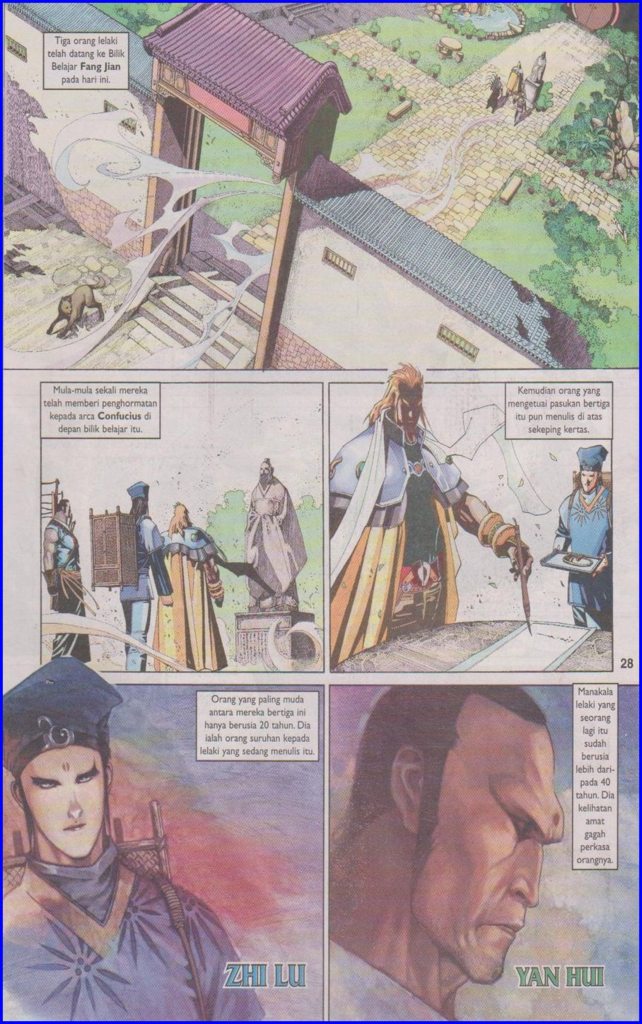 Tiga orang lelaki
telah datang ke Bilik
Belajar Fang Jian
pada hari ini.
Mula-mula sekali mereka
telah memberi penghormatan
kepada arca Confucius di
depan bilik belajar itu.
Kemudian orang yang
mengetuai pasukan bertiga
itu pun menulis di atas
sekeping kertas.
28
Orang yang paling muda
antara mereka bertiga ini
hanya berusia 20 tahun. Dia
ialah orang suruhan kepada
lelaki yang sedang menulis itu.
ZHI LU
Manakala
lelaki yang
seorang
lagi itu
sudah
berusia
lebih dari-
pada 40
tahun. Dia
kelihatan
amat
gagah
perkasa
orangnya.
YAN HUI